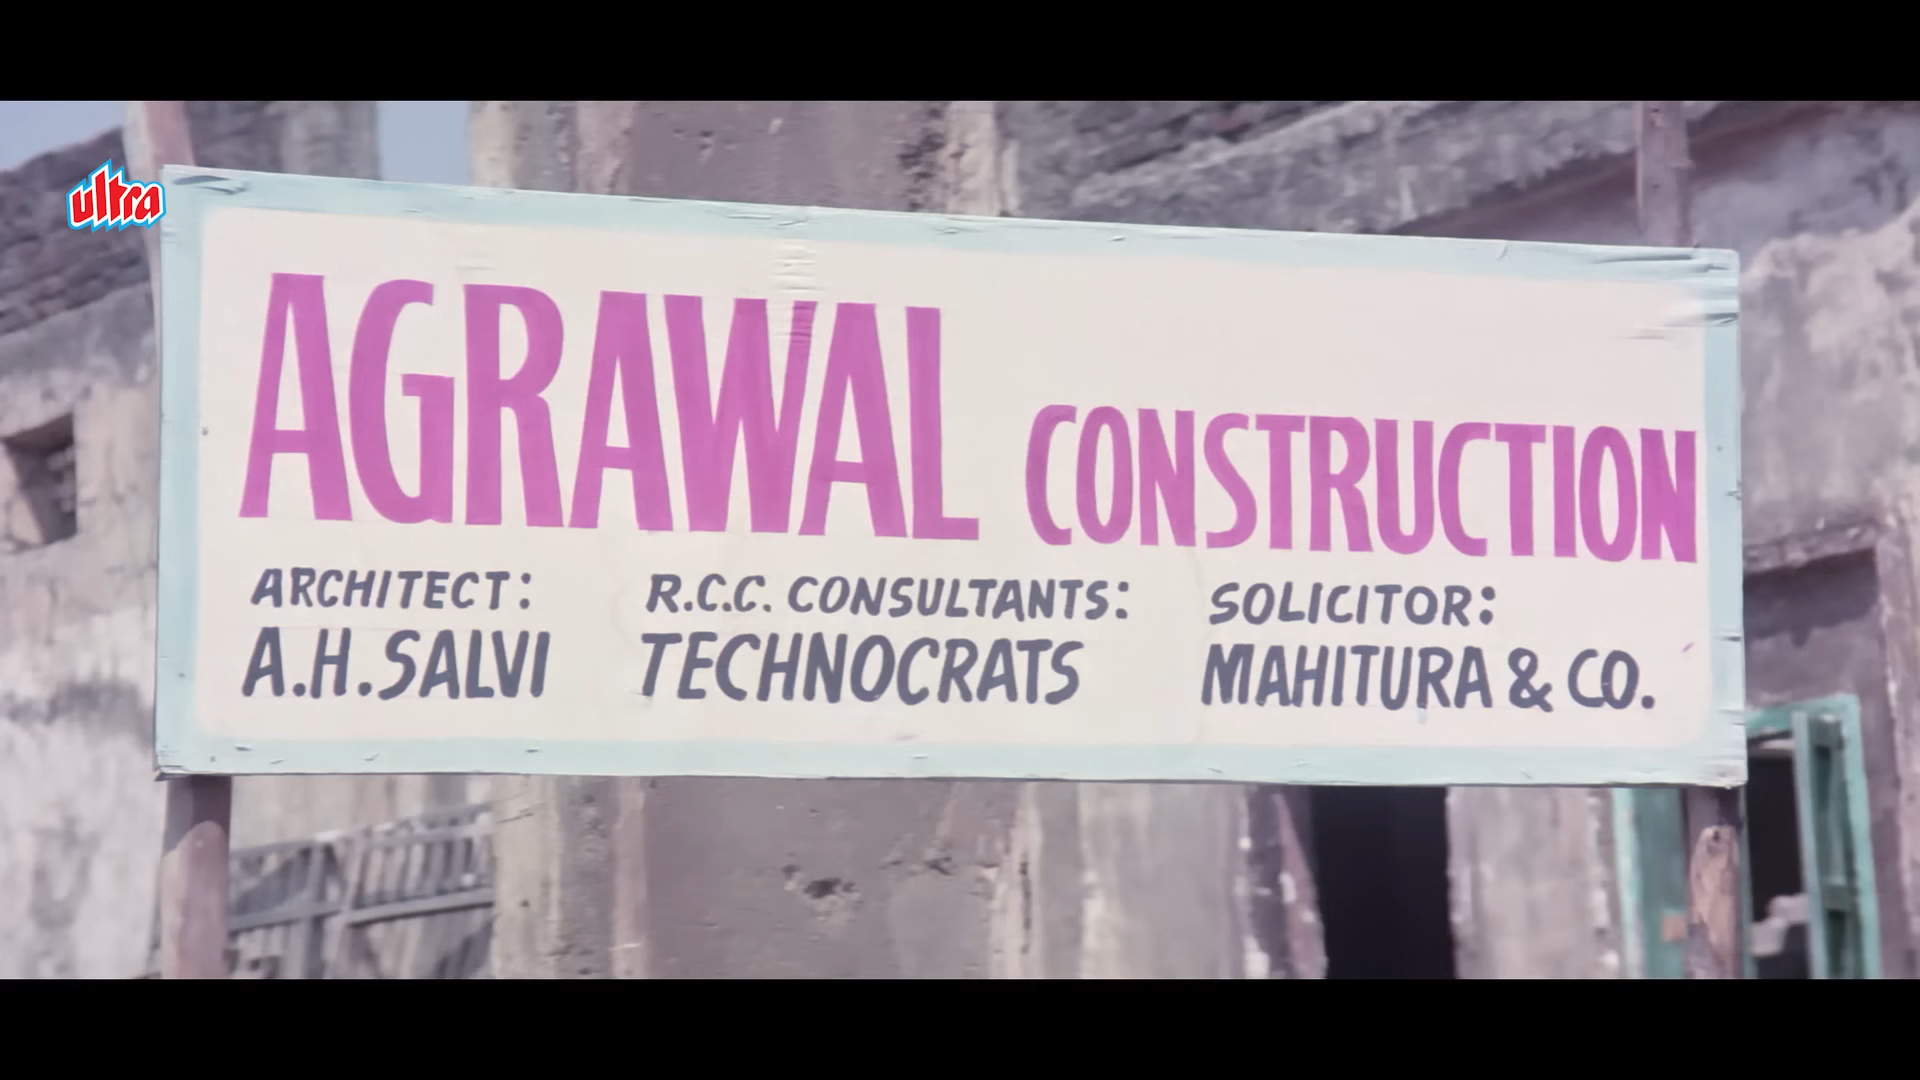 ultra
AGRAWAL CONSTRUCTION
ARCHITECT: R.C.C. CONSULTANTS: SOLICITOR:
A.H. SALVI TECHNOCRATS MAHITURA & CO.